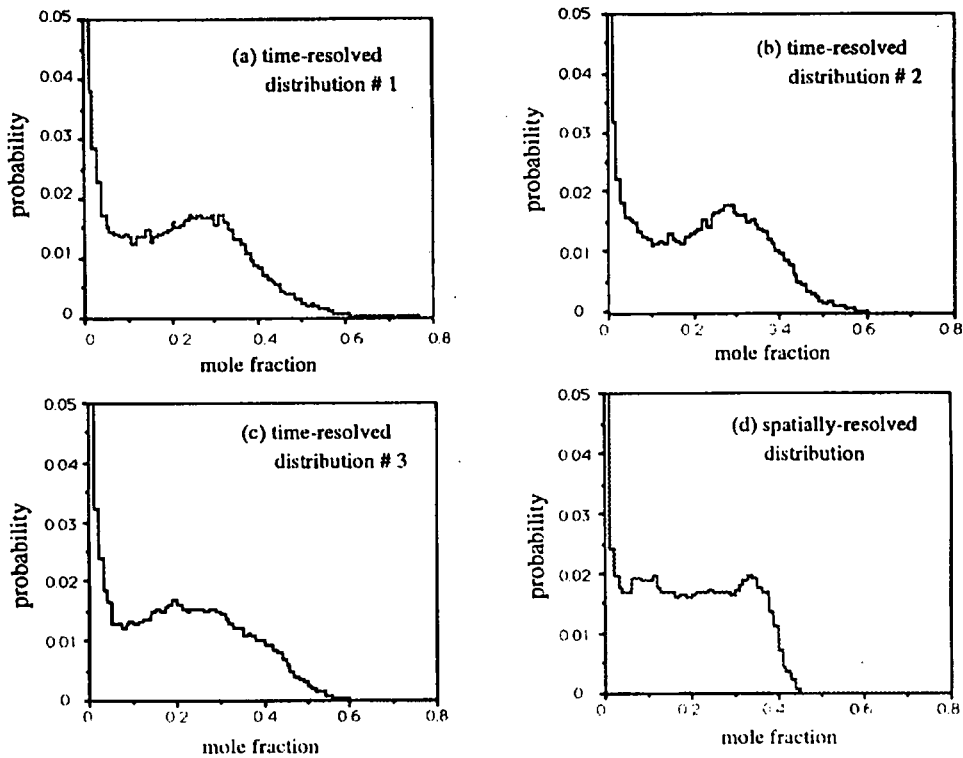 (a) time-resolved
distribution # 1
probability
0.05
0.04
0.03
0.02
0.01
0
0 0.2 0.4 0.6 0.8
mole fraction
(b) time-resolved
distribution # 2
probability
0.05
0.04
0.03
0.02
0.01
0
0 0.2 0.4 0.6 0.8
mole fraction
(c) time-resolved
distribution # 3
probability
0.05
0.04
0.03
0.02
0.01
0
0 0.2 0.4 0.6 0.8
mole fraction
(d) spatially-resolved
distribution
probability
0.05
0.04
0.03
0.02
0.01
0
0 0.2 0.4 0.6 0.8
mole fraction